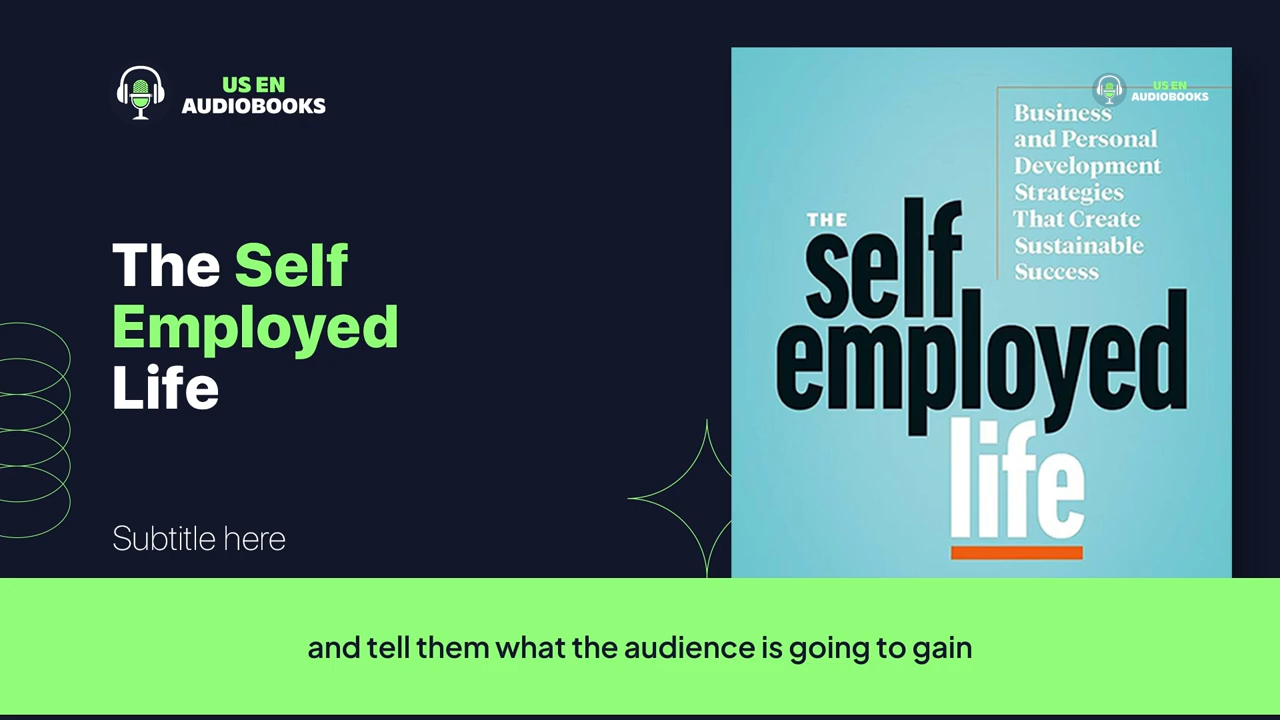 US EN
AUDIOBOOKS
The Self
Employed
Life
Subtitle here
US EN
AUDIOBOOKS
Business
and Personal
Development
Strategies
That Create
Sustainable
Success
THE
self
employed
life
and tell them what the audience is going to gain